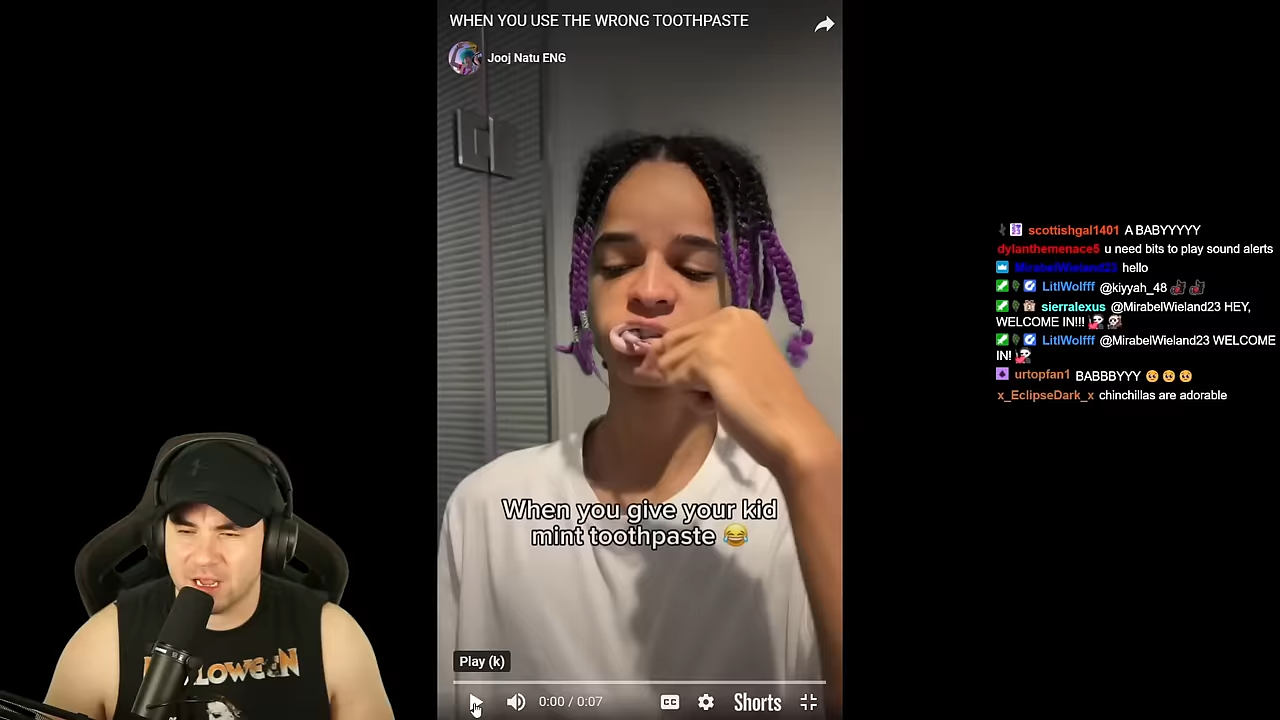 WHEN YOU USE THE WRONG TOOTHPASTE
Jooj Natu ENG
When you give your kid
mint toothpaste 😂
Play (k)
0:00 / 0:07
CC
Shorts
scottishgal1401 A BABYYYYY
dylanthemenace5 u need bits to play sound alerts
MirabelWieland23 hello
LitlWolfff @kiyyah_48
sierralexus @MirabelWieland23 HEY,
WELCOME IN!!!
LitlWolfff @MirabelWieland23 WELCOME
IN!
urtopfan1 BABBBYYY 🥺 🥺 🥺
x_EclipseDark_x chinchillas are adorable